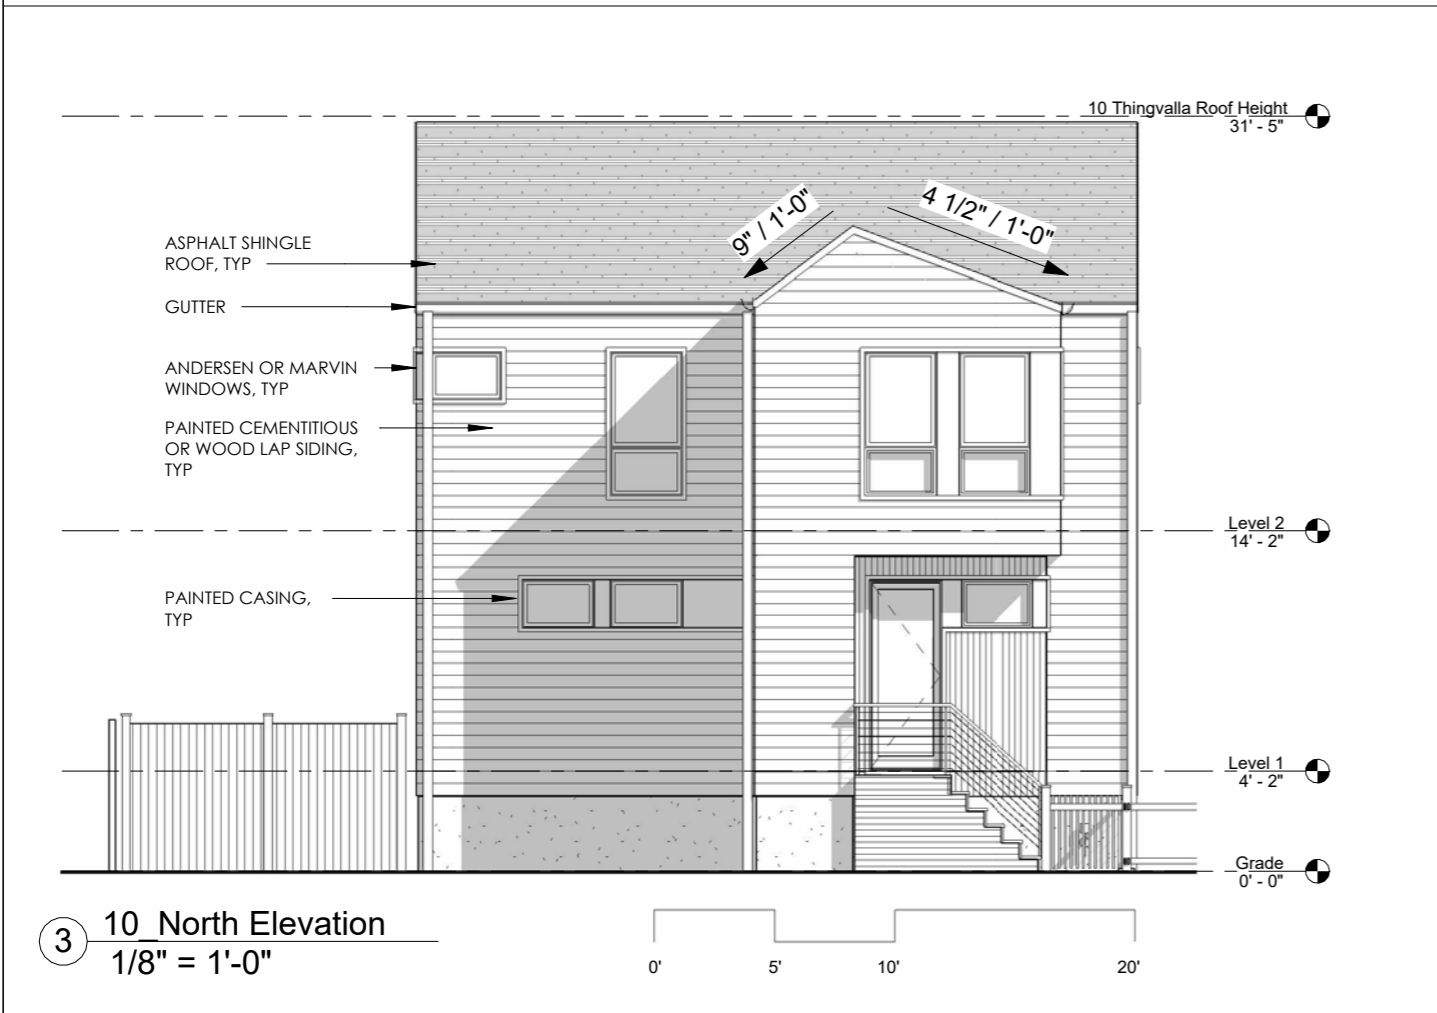 10 Thingvalla Roof Height
31' - 5"
9" / 1'-0"
4 1/2" / 1'-0"
ASPHALT SHINGLE
ROOF, TYP
GUTTER
ANDERSEN OR MARVIN
WINDOWS, TYP
PAINTED CEMENTITIOUS
OR WOOD LAP SIDING,
TYP
Level 2
14' - 2"
PAINTED CASING,
TYP
Level 1
4' - 2"
Grade
0' - 0"
3
10_North Elevation
1/8" = 1'-0"
0' 5' 10' 20'